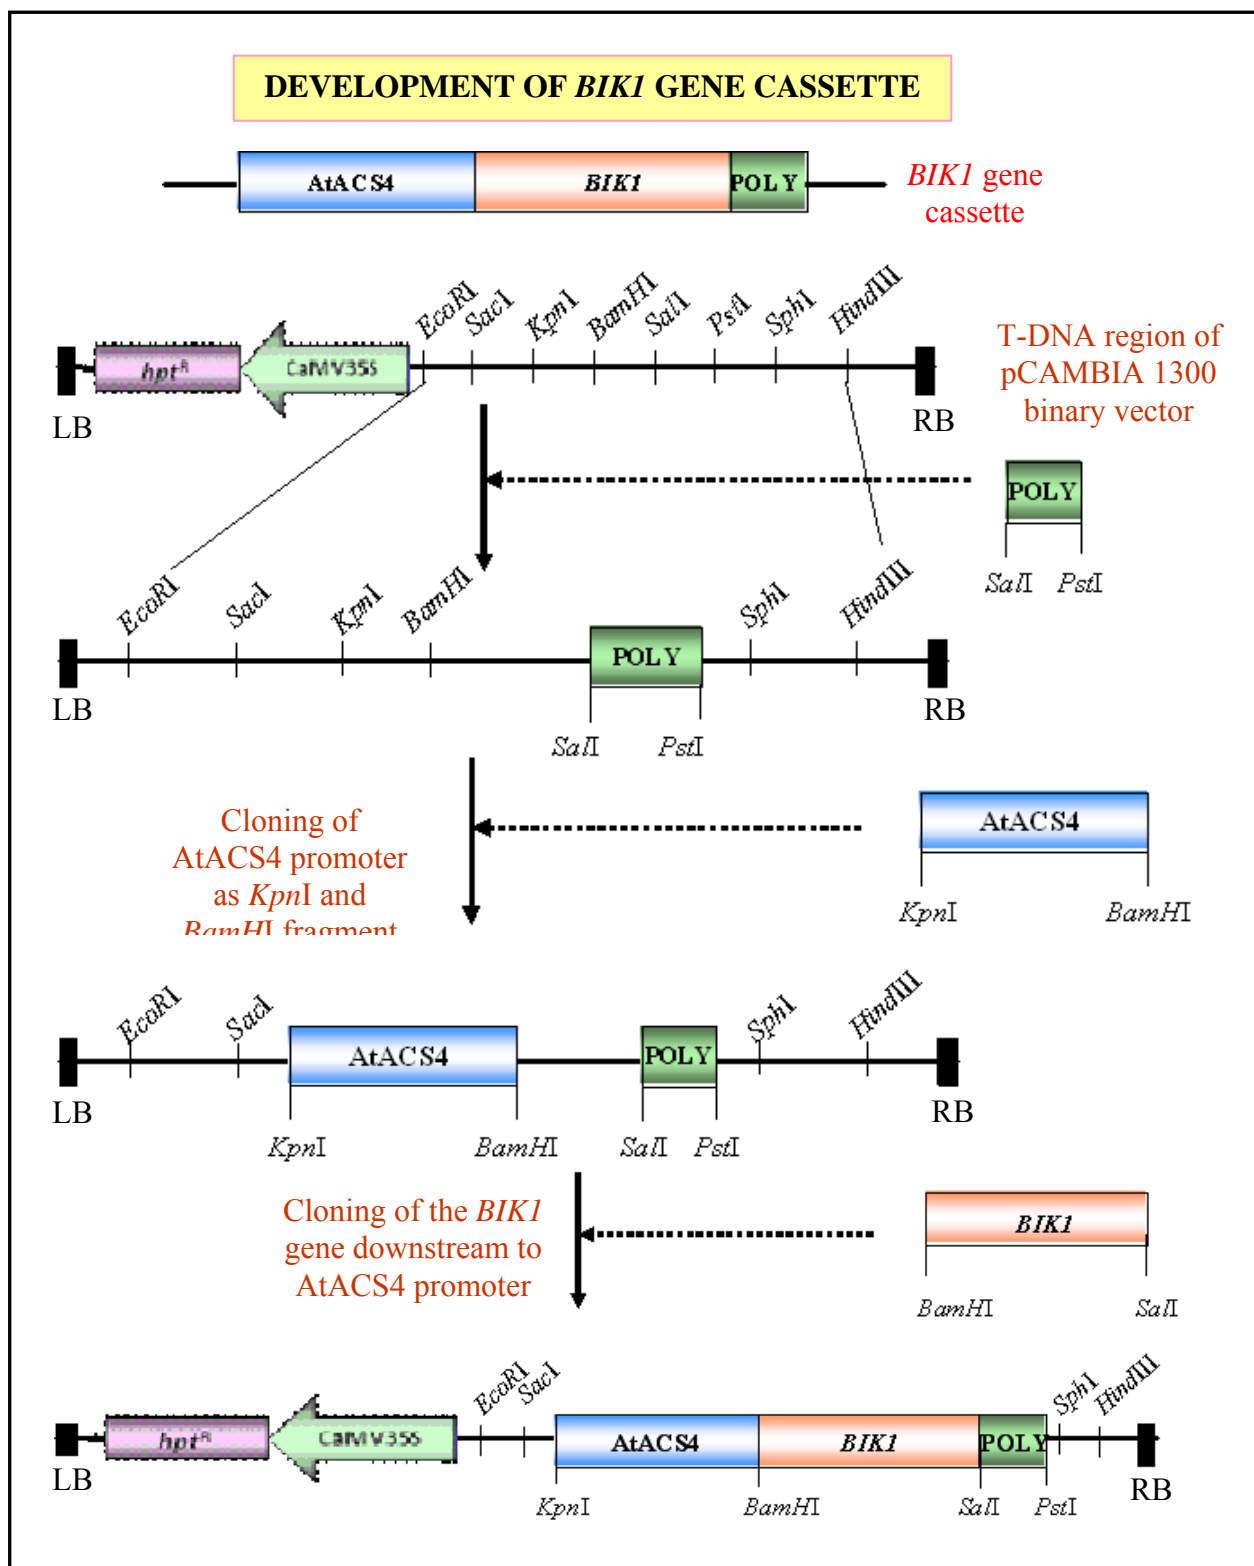 DEVELOPMENT OF BIK1 GENE CASSETTE
AtACS4 BIK1 POLY
BIK1 gene
cassette
EcoRI SacI KpnI BamHI SalI PstI SphI HindIII
hptR CaMV35S
LB RB
T-DNA region of
pCAMBIA 1300
binary vector
POLY
SalI PstI
EcoRI SacI KpnI BamHI SphI HindIII
POLY
LB RB
SalI PstI
Cloning of
AtACS4 promoter
as KpnI and
BamHI fragment
AtACS4
KpnI BamHI
EcoRI SacI SphI HindIII
AtACS4 POLY
LB RB
KpnI BamHI SalI PstI
Cloning of the BIK1
gene downstream to
AtACS4 promoter
BIK1
BamHI SalI
EcoRI SacI SphI HindIII
hptR CaMV35S AtACS4 BIK1 POLY
LB RB
KpnI BamHI SalI PstI